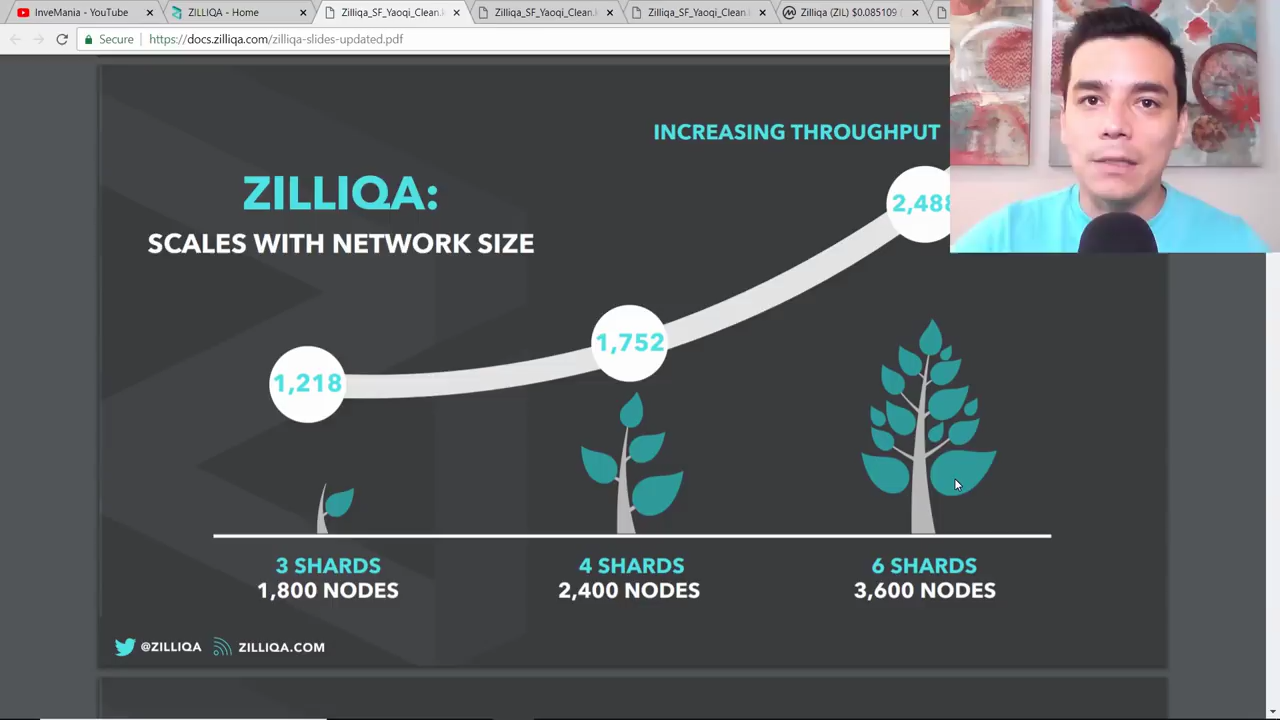 InveMania - YouTube
ZILLIQA - Home
Zilliqa_SF_Yaoqi_Clean.k
Zilliqa_SF_Yaoqi_Clean.
Zilliqa_SF_Yaoqi_Clean.
Zilliqa (ZIL) $0.085109 (
Secure
https://docs.zilliqa.com/zilliqa-slides-updated.pdf
INCREASING THROUGHPUT
ZILLIQA:
SCALES WITH NETWORK SIZE
2,488
1,752
1,218
3 SHARDS
1,800 NODES
4 SHARDS
2,400 NODES
6 SHARDS
3,600 NODES
@ZILLIQA
ZILLIQA.COM